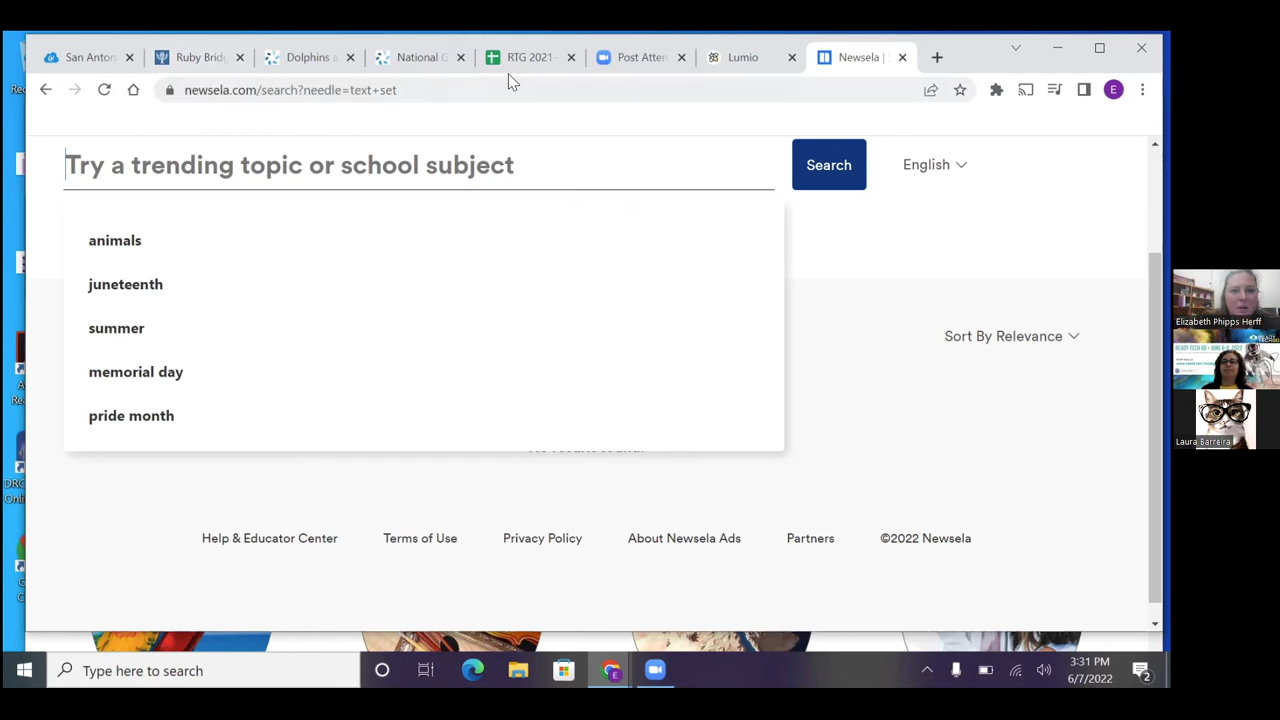 San Anton
Ruby Bridg
Dolphins a
National G
RTG 2021-
Post Atten
Lumio
Newsela | S
newsela.com/search?needle=text+set
E
Try a trending topic or school subject
Search
English
animals
juneteenth
summer
memorial day
pride month
Sort By Relevance
Help & Educator Center
Terms of Use
Privacy Policy
About Newsela Ads
Partners
©2022 Newsela
Elizabeth Phipps Herff
Laura Barreira
Type here to search
3:31 PM
6/7/2022
2